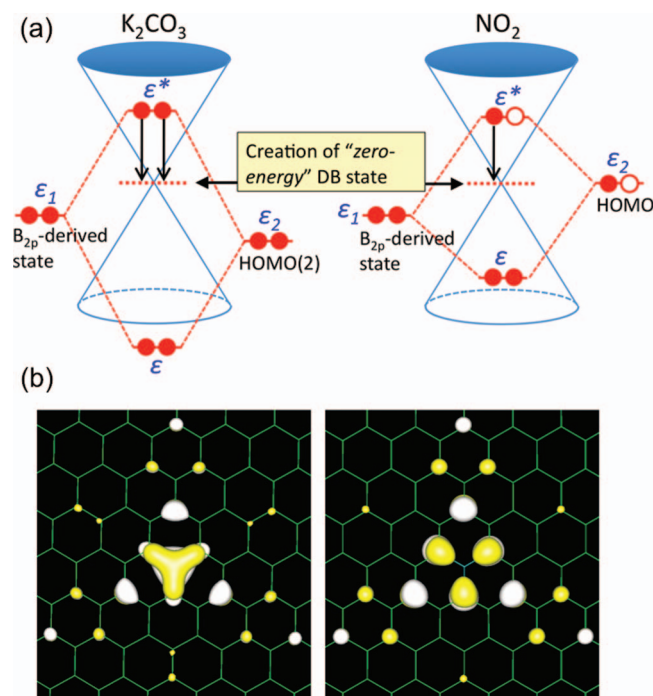 (a)
K₂CO₃
NO₂
ε*
ε*
Creation of "zero-
energy" DB state
ε₁
B₂ₚ-derived
state
ε₂
HOMO(2)
ε₁
B₂ₚ-derived
state
ε₂
HOMO
ε
ε
(b)